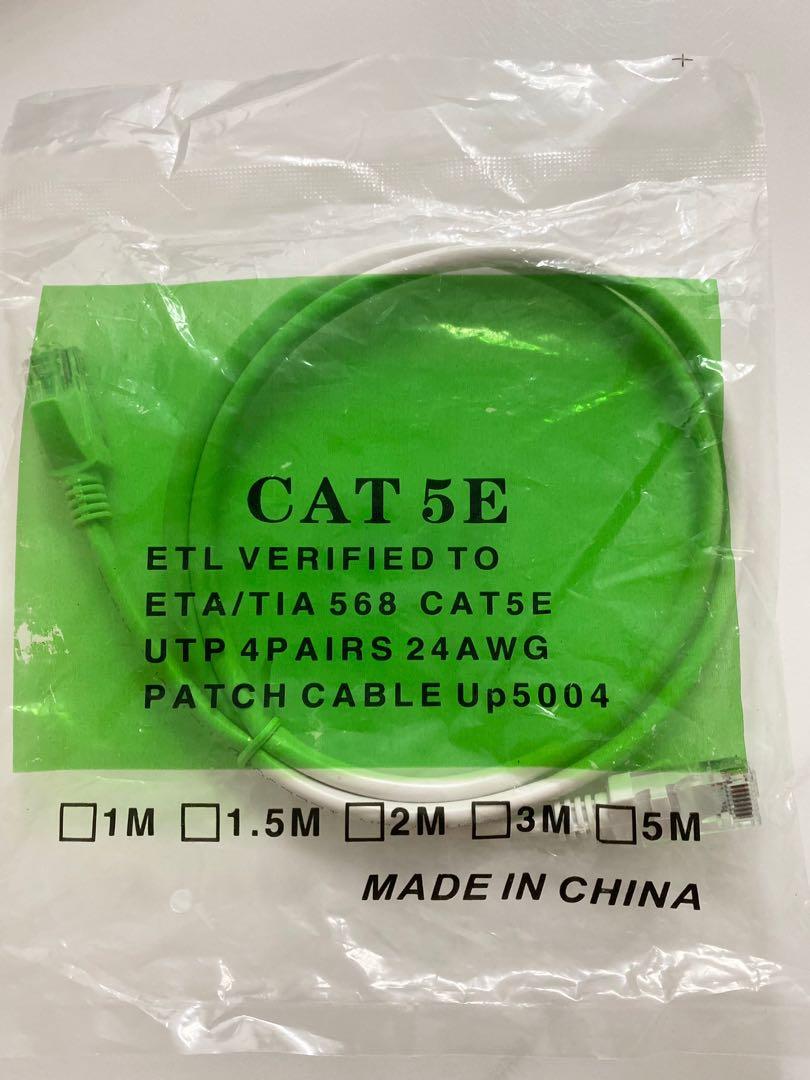 CAT 5E
ETL VERIFIED TO
ETA/TIA 568 CAT5E
UTP 4PAIRS 24AWG
PATCH CABLE Up5004
1M 1.5M 2M 3M 5M
MADE IN CHINA